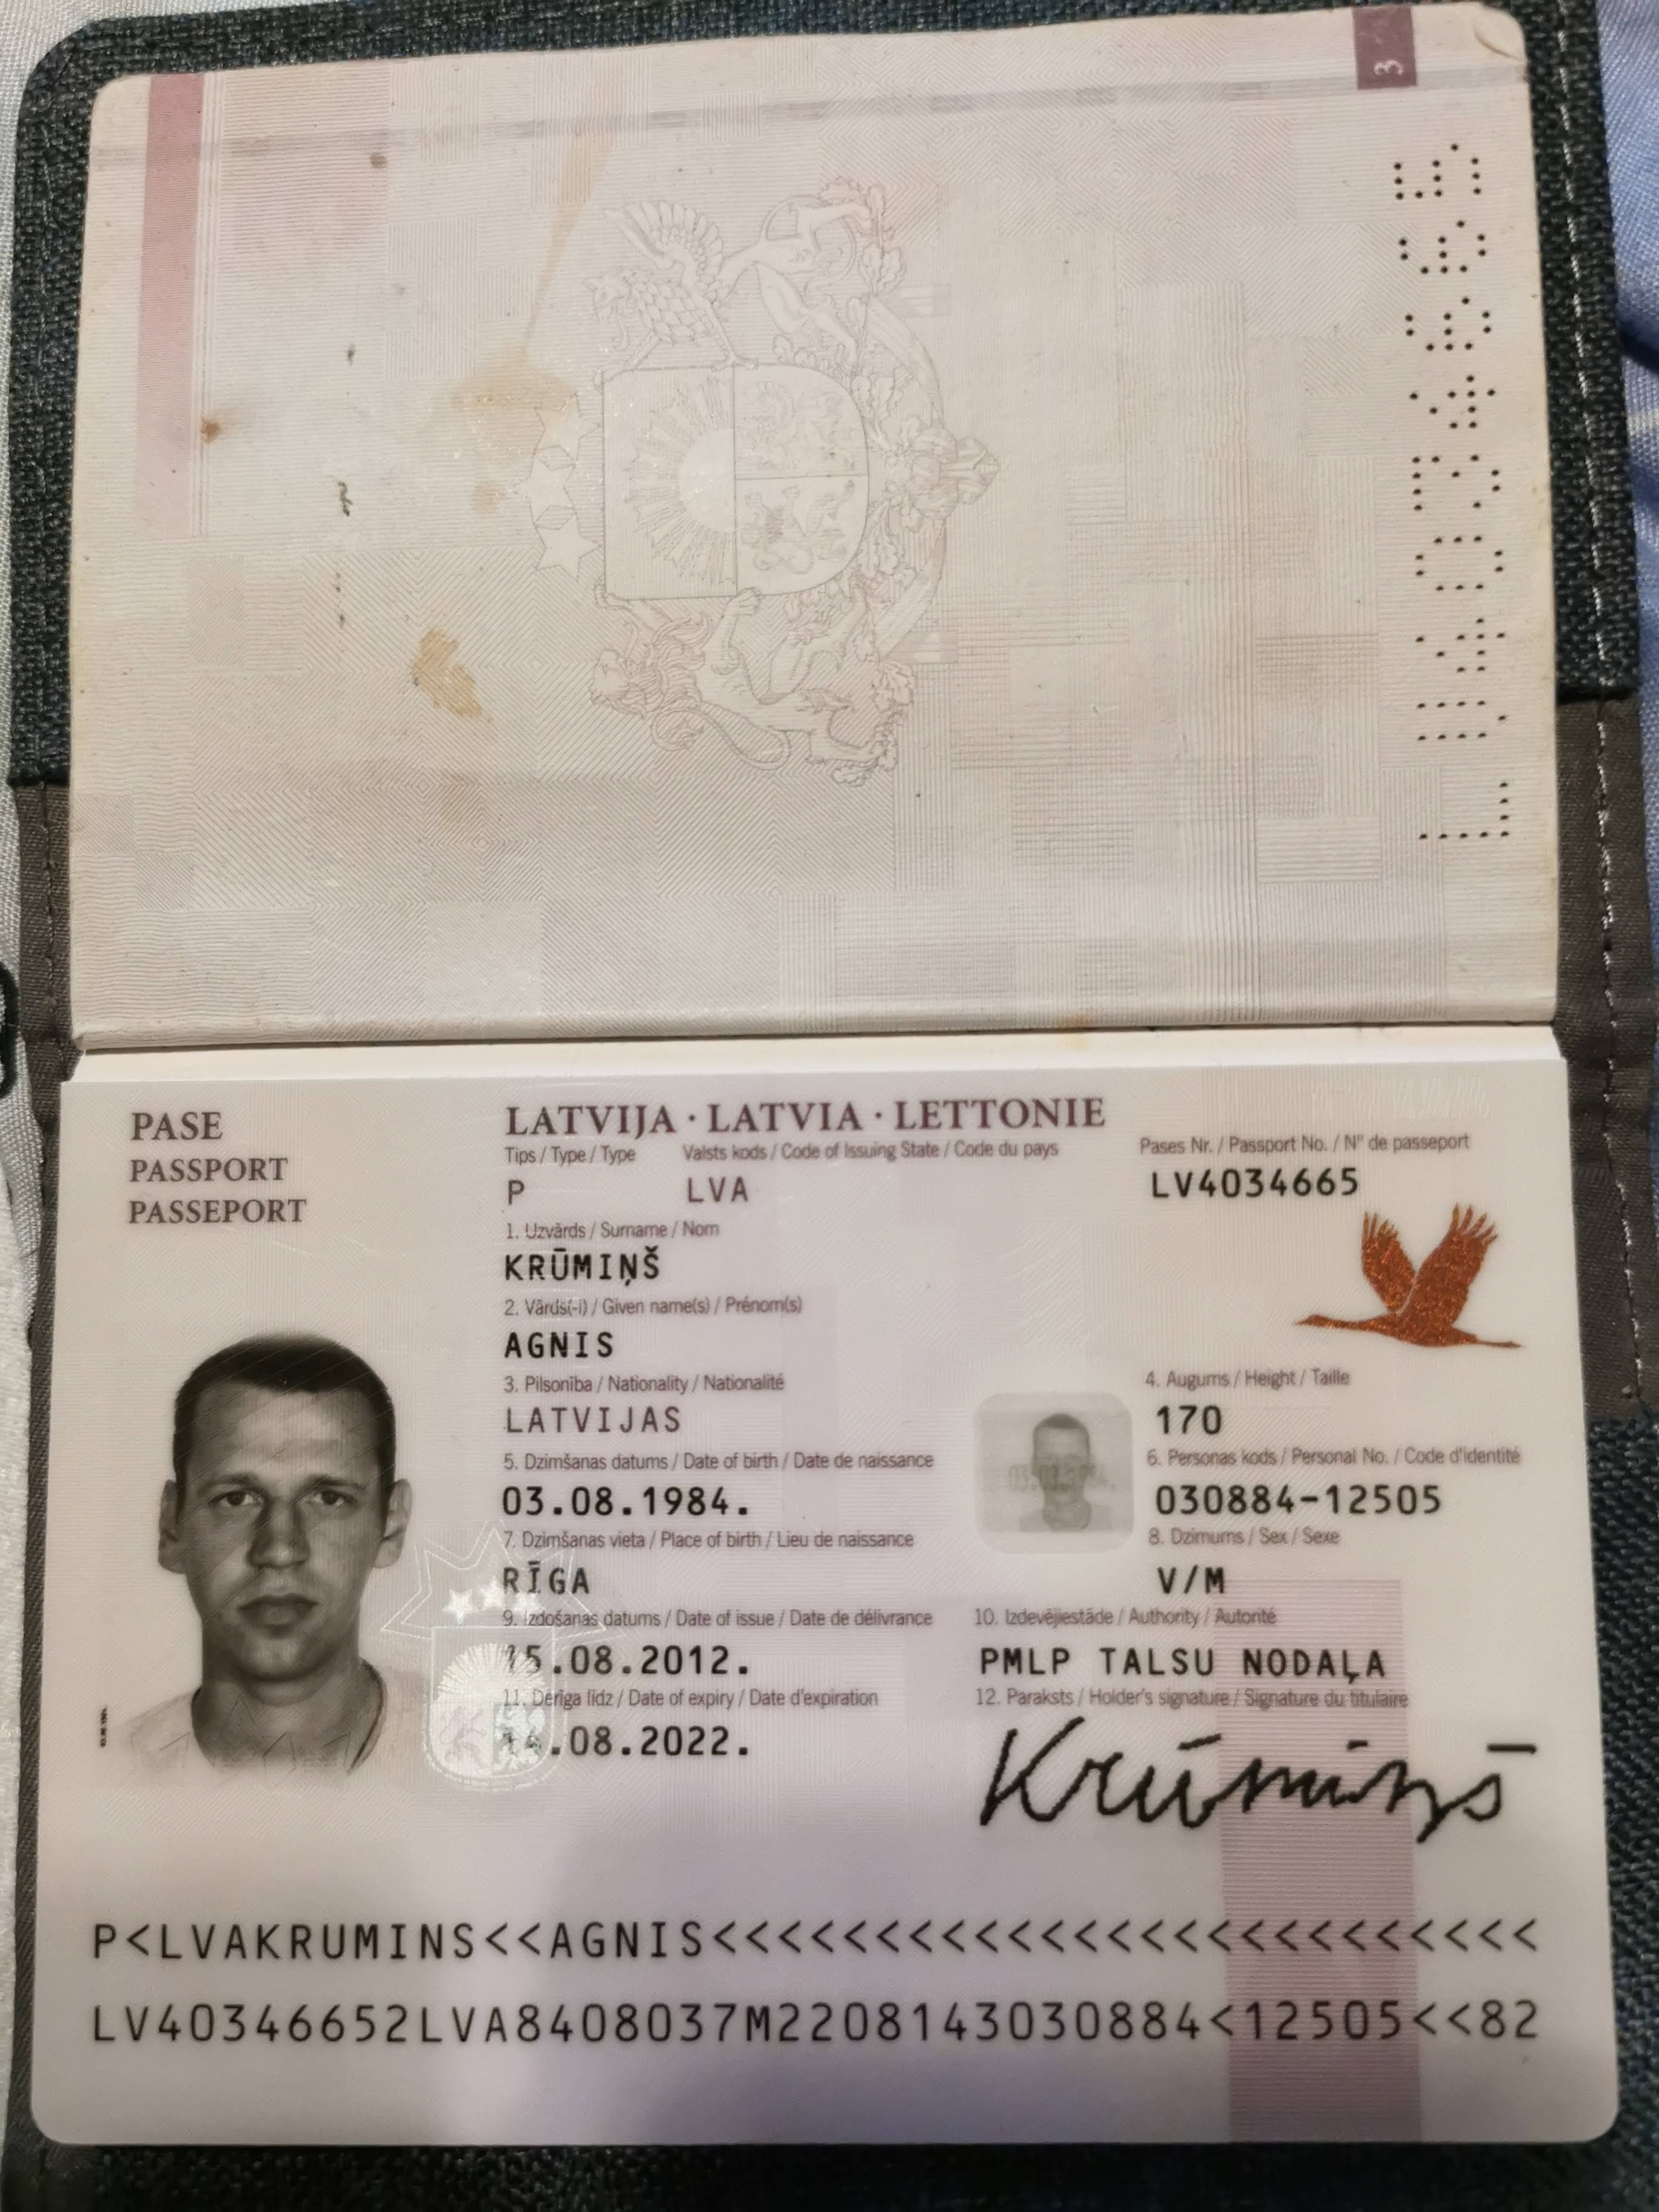 3
LV4034665
PASE
PASSPORT
PASSEPORT
LATVIJA · LATVIA · LETTONIE
Tips / Type / Type Valsts kods / Code of Issuing State / Code du pays Pases Nr. / Passport No. / N° de passeport
P LVA LV4034665
1. Uzvārds / Surname / Nom
KRŪMIŅŠ
2. Vārds(-i) / Given name(s) / Prénom(s)
AGNIS
3. Pilsonība / Nationality / Nationalité 4. Augums / Height / Taille
LATVIJAS 170
5. Dzimšanas datums / Date of birth / Date de naissance 6. Personas kods / Personal No. / Code d'identité
03.08.1984. 030884-12505
7. Dzimšanas vieta / Place of birth / Lieu de naissance 8. Dzimums / Sex / Sexe
RĪGA V/M
9. Izdošanas datums / Date of issue / Date de délivrance 10. Izdevējiestāde / Authority / Autorité
15.08.2012. PMLP TALSU NODAĻA
11. Derīga līdz / Date of expiry / Date d'expiration 12. Paraksts / Holder's signature / Signature du titulaire
14.08.2022. Krūmiņš
P<LVAKRUMINS<<AGNIS<<<<<<<<<<<<<<<<<<<<<<<<<
LV40346652LVA8408037M2208143030884<12505<<82